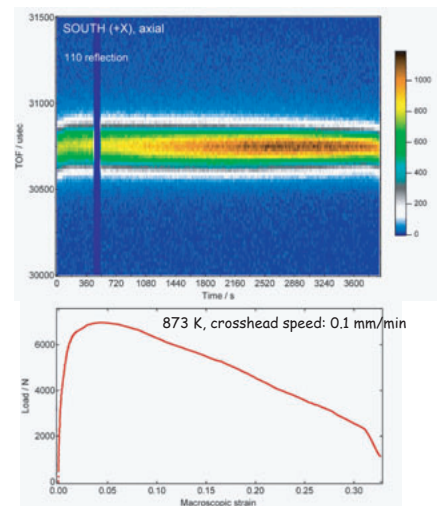 31500
SOUTH (+X), axial
110 reflection
31000
30500
30000
TOF / usec
0 360 720 1080 1440 1800 2160 2520 2880 3240 3600
Time / s
1000
800
600
400
200
0
873 K, crosshead speed: 0.1 mm/min
6000
4000
2000
0
Load / N
0.00 0.05 0.10 0.15 0.20 0.25 0.30
Macroscopic strain